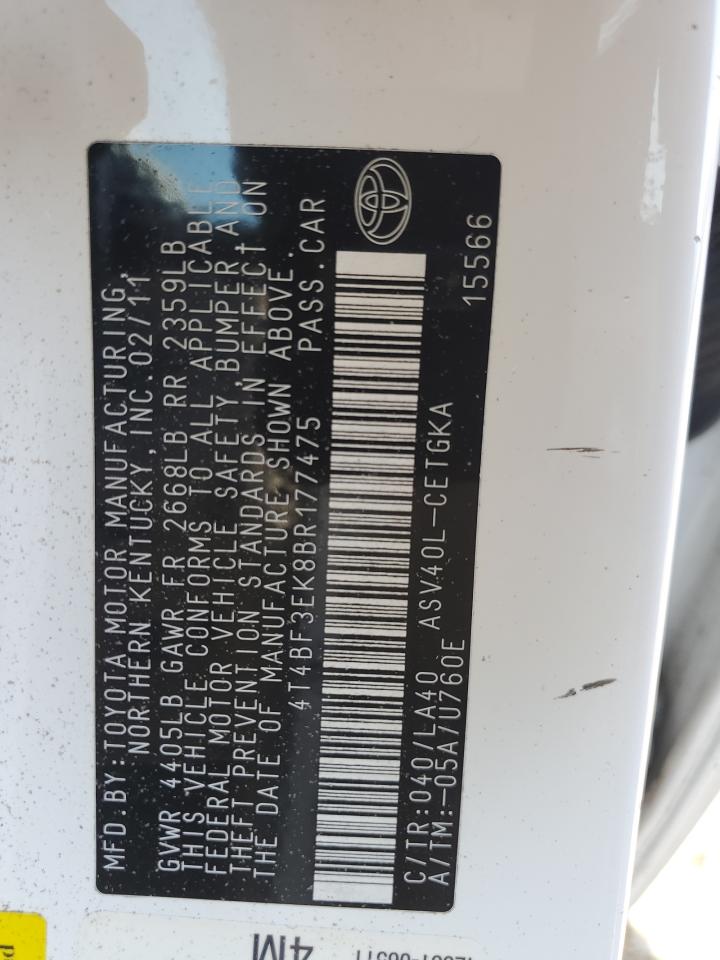 MFD.BY:TOYOTA MOTOR MANUFACTURING,
NORTHERN KENTUCKY,INC.02/11
GVWR 4405LB GAWR FR 2668LB RR 2359LB
THIS VEHICLE CONFORMS TO ALL APPLICABLE
FEDERAL MOTOR VEHICLE SAFETY,BUMPER AND
THEFT PREVENTION STANDARDS IN EFFECT ON
THE DATE OF MANUFACTURE SHOWN ABOVE.
4T4BF3EK8BR177475 PASS.CAR
C/TR:040/LA40 ASV40L-CETGKA
A/TM:-05A/U760E 15566
4M